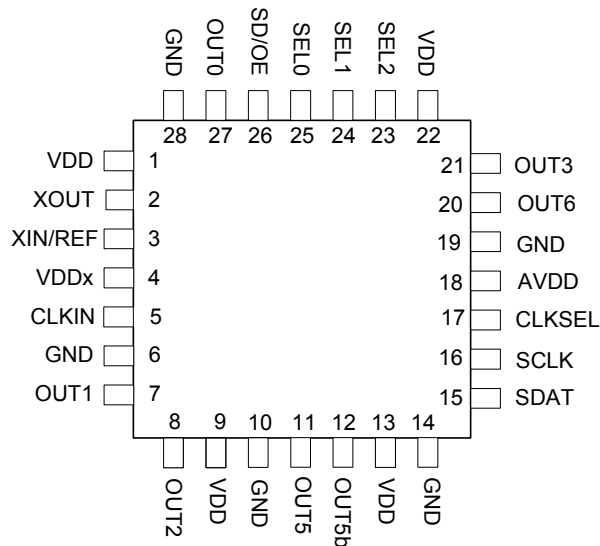 GND OUT0 SD/OE SEL0 SEL1 SEL2 VDD
28 27 26 25 24 23 22
VDD 1 21 OUT3
XOUT 2 20 OUT6
XIN/REF 3 19 GND
VDDx 4 18 AVDD
CLKIN 5 17 CLKSEL
GND 6 16 SCLK
OUT1 7 15 SDAT
8 9 10 11 12 13 14
OUT2 VDD GND OUT5 OUT5b VDD GND